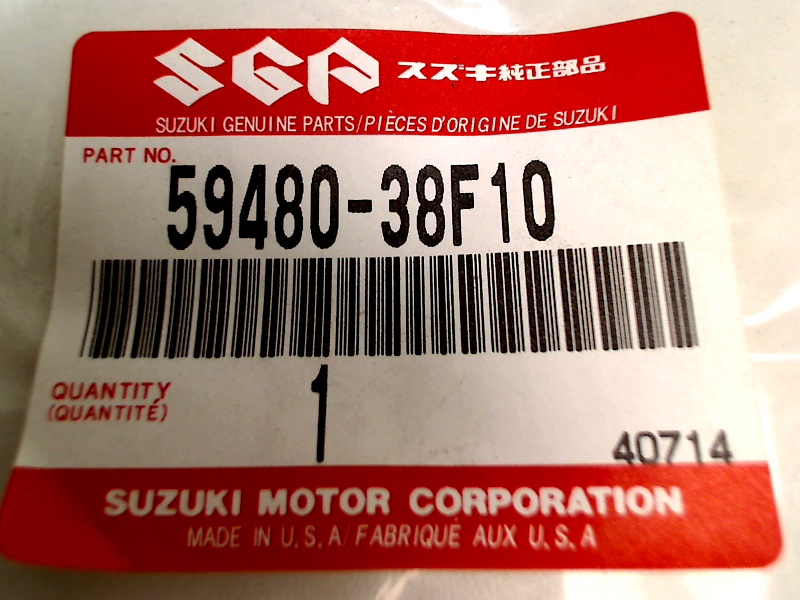 SGP スズキ純正部品
SUZUKI GENUINE PARTS/PIÈCES D'ORIGINE DE SUZUKI
PART NO.
59480-38F10
QUANTITY 1
(QUANTITÉ)
40714
SUZUKI MOTOR CORPORATION
MADE IN U.S.A/FABRIQUÉ AUX U.S.A